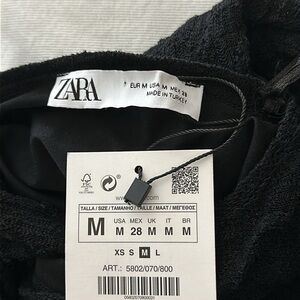 ZARA
EUR M USA M MEX 28
MADE IN TURKEY
FSC
TALLA / SIZE / TAMANHO / TAILLE / MAAT / ΜΕΓΕΘΟΣ
M
USA MEX UK IT BR
M 28 M M M
XS S M L
ART.: 5802/070/800